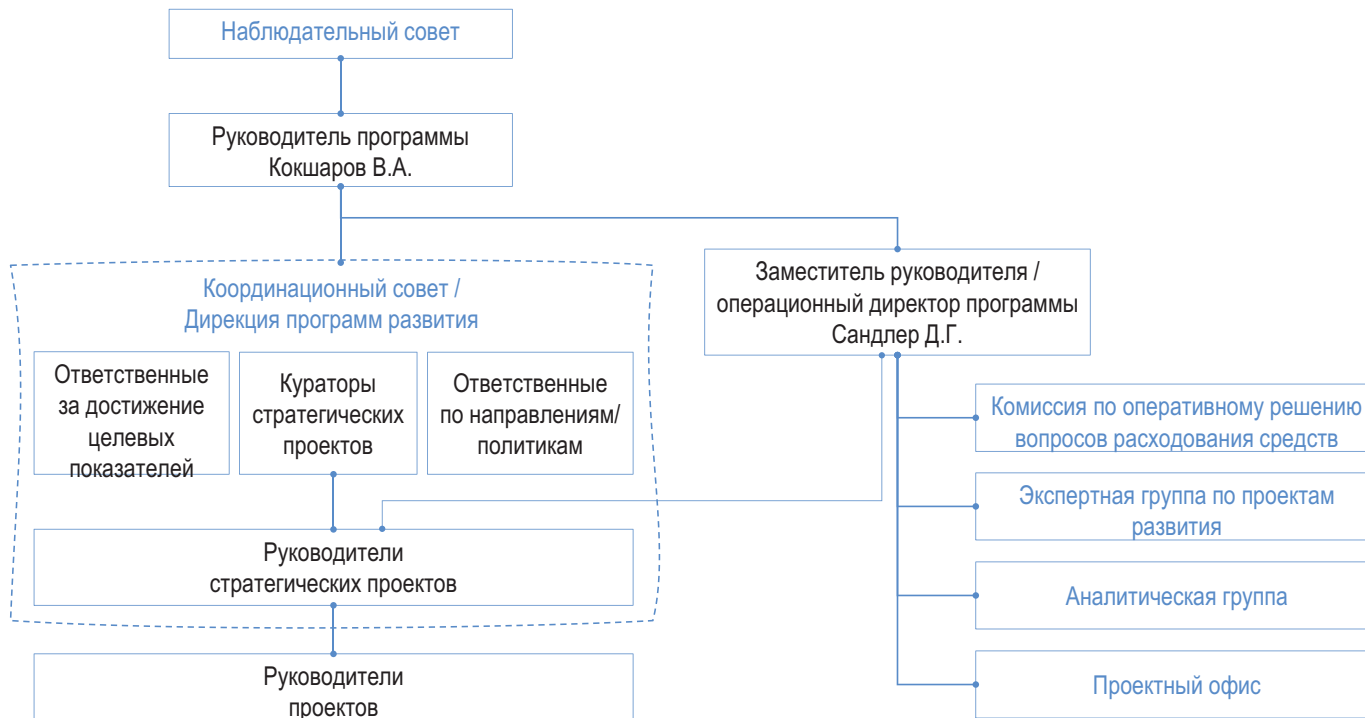 Наблюдательный совет
Руководитель программы
Кокшаров В.А.
Координационный совет /
Дирекция программ развития
Заместитель руководителя /
операционный директор программы
Сандлер Д.Г.
Ответственные
за достижение
целевых
показателей
Кураторы
стратегических
проектов
Ответственные
по направлениям/
политикам
Комиссия по оперативному решению
вопросов расходования средств
Экспертная группа по проектам
развития
Руководители
стратегических проектов
Аналитическая группа
Руководители
проектов
Проектный офис